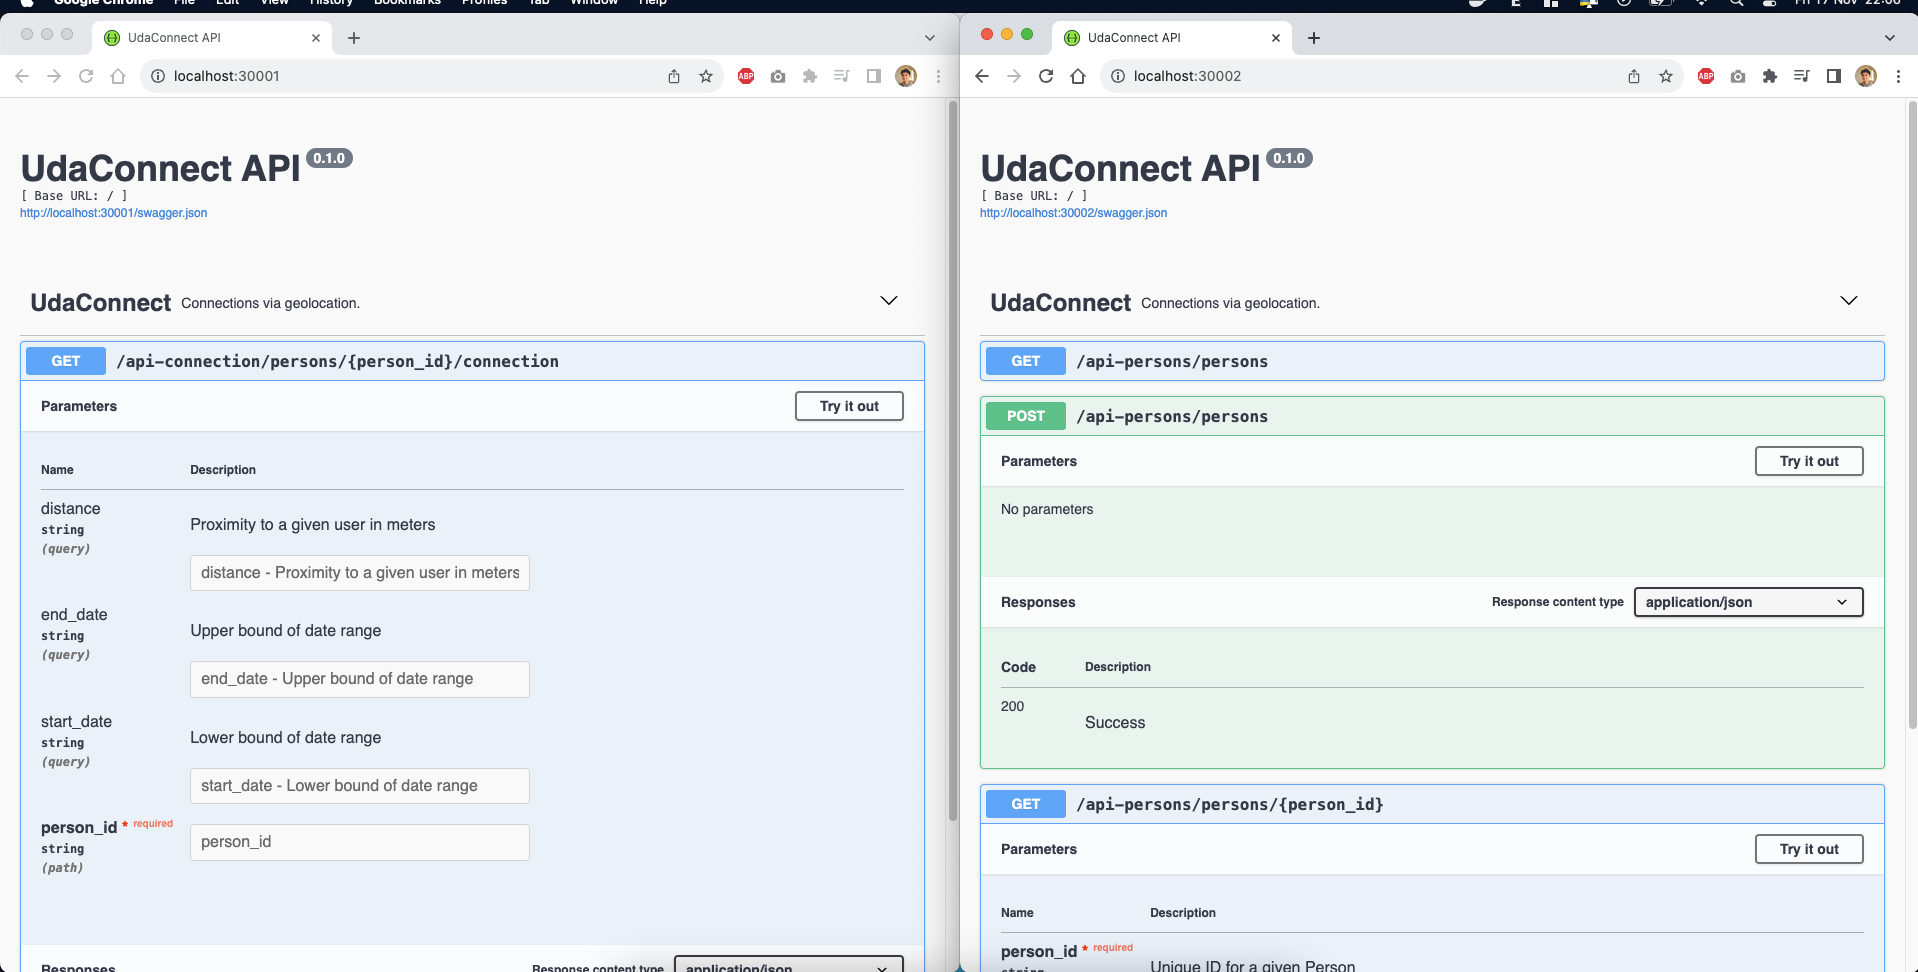 Google Chrome File Edit View History Bookmarks Profiles Tab Window Help
Fri 17 Nov 22:06
UdaConnect API
localhost:30001
ABP
UdaConnect API 0.1.0
[ Base URL: / ]
http://localhost:30001/swagger.json
UdaConnect Connections via geolocation.
GET /api-connection/persons/{person_id}/connection
Parameters
Try it out
Name Description
distance
string
(query)
Proximity to a given user in meters
distance - Proximity to a given user in meters
end_date
string
(query)
Upper bound of date range
end_date - Upper bound of date range
start_date
string
(query)
Lower bound of date range
start_date - Lower bound of date range
person_id * required
string
(path)
person_id
Responses
Response content type
application/json
UdaConnect API
localhost:30002
ABP
UdaConnect API 0.1.0
[ Base URL: / ]
http://localhost:30002/swagger.json
UdaConnect Connections via geolocation.
GET /api-persons/persons
POST /api-persons/persons
Parameters
Try it out
No parameters
Responses
Response content type
application/json
Code Description
200
Success
GET /api-persons/persons/{person_id}
Parameters
Try it out
Name Description
person_id * required
string
Unique ID for a given Person